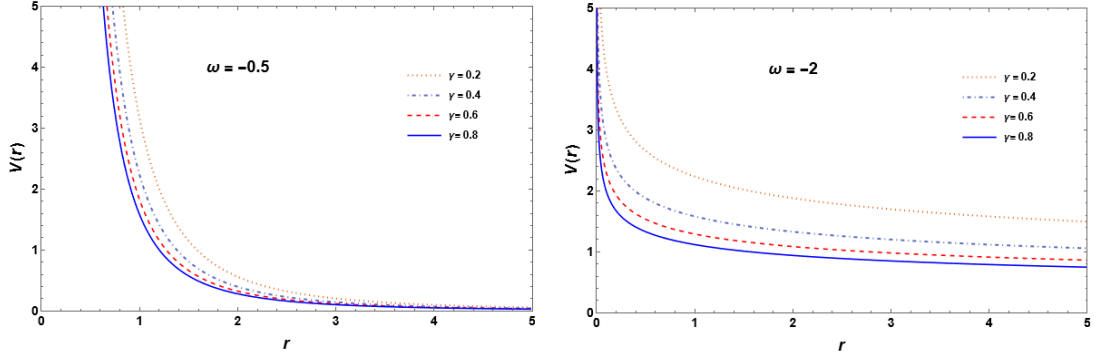 5
4
3
2
1
0
V(r)
ω = −0.5
γ = 0.2
γ = 0.4
γ = 0.6
γ = 0.8
0 1 2 3 4 5
r
5
4
3
2
1
0
V(r)
ω = −2
γ = 0.2
γ = 0.4
γ = 0.6
γ = 0.8
0 1 2 3 4 5
r